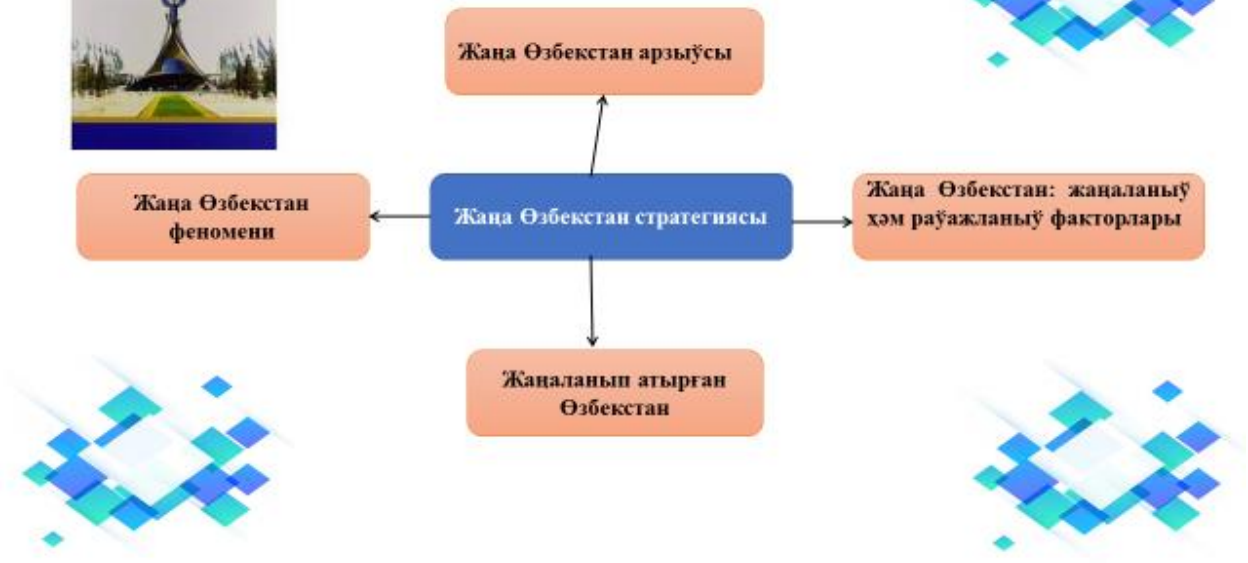 Жаңа Өзбекстан арзыўсы
Жаңа Өзбекстан
феномени
Жаңа Өзбекстан стратегиясы
Жаңа Өзбекстан: жаңаланыў
ҳәм раўажланыў факторлары
Жаңаланып атырған
Өзбекстан